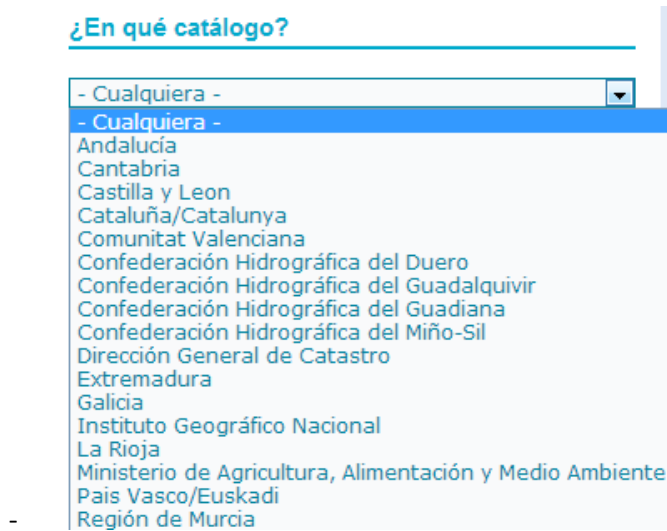 ¿En qué catálogo?
- Cualquiera -
- Cualquiera -
Andalucía
Cantabria
Castilla y Leon
Cataluña/Catalunya
Comunitat Valenciana
Confederación Hidrográfica del Duero
Confederación Hidrográfica del Guadalquivir
Confederación Hidrográfica del Guadiana
Confederación Hidrográfica del Miño-Sil
Dirección General de Catastro
Extremadura
Galicia
Instituto Geográfico Nacional
La Rioja
Ministerio de Agricultura, Alimentación y Medio Ambiente
Pais Vasco/Euskadi
- Región de Murcia